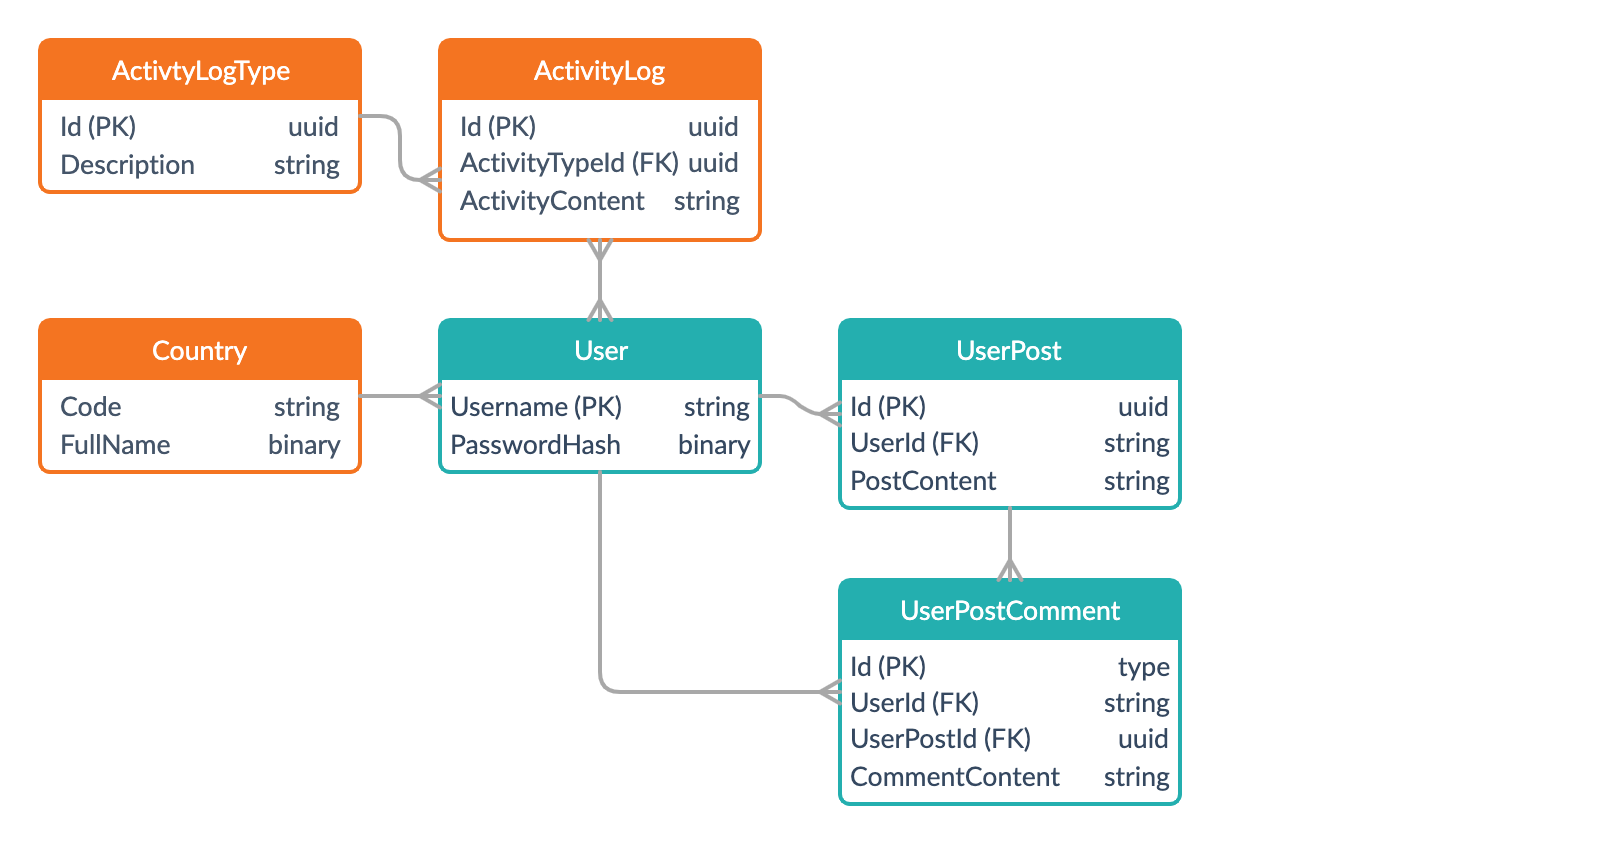 ActivtyLogType
Id (PK) uuid
Description string
ActivityLog
Id (PK) uuid
ActivityTypeId (FK) uuid
ActivityContent string
Country
Code string
FullName binary
User
Username (PK) string
PasswordHash binary
UserPost
Id (PK) uuid
UserId (FK) string
PostContent string
UserPostComment
Id (PK) type
UserId (FK) string
UserPostId (FK) uuid
CommentContent string